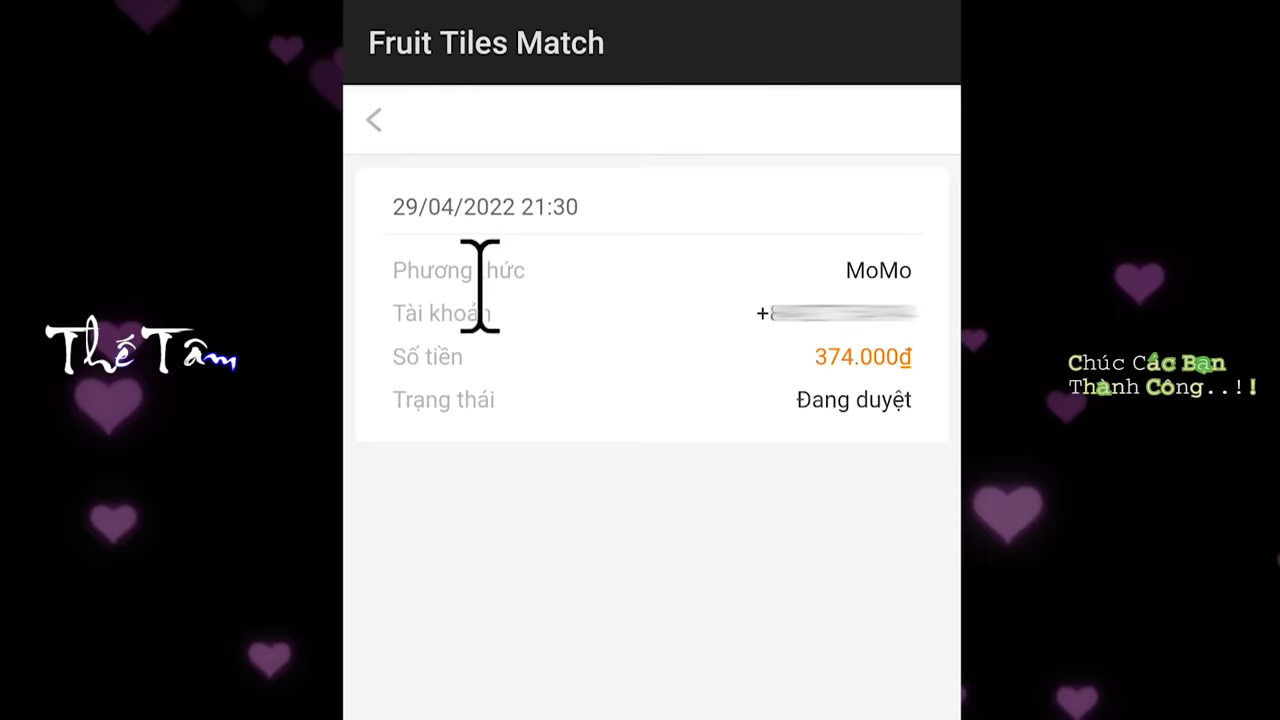 Fruit Tiles Match
29/04/2022 21:30
Phương thức MoMo
Tài khoản +
Số tiền 374.000₫
Trạng thái Đang duyệt
Thế Tâm
Chúc Các Bạn
Thành Công..!!